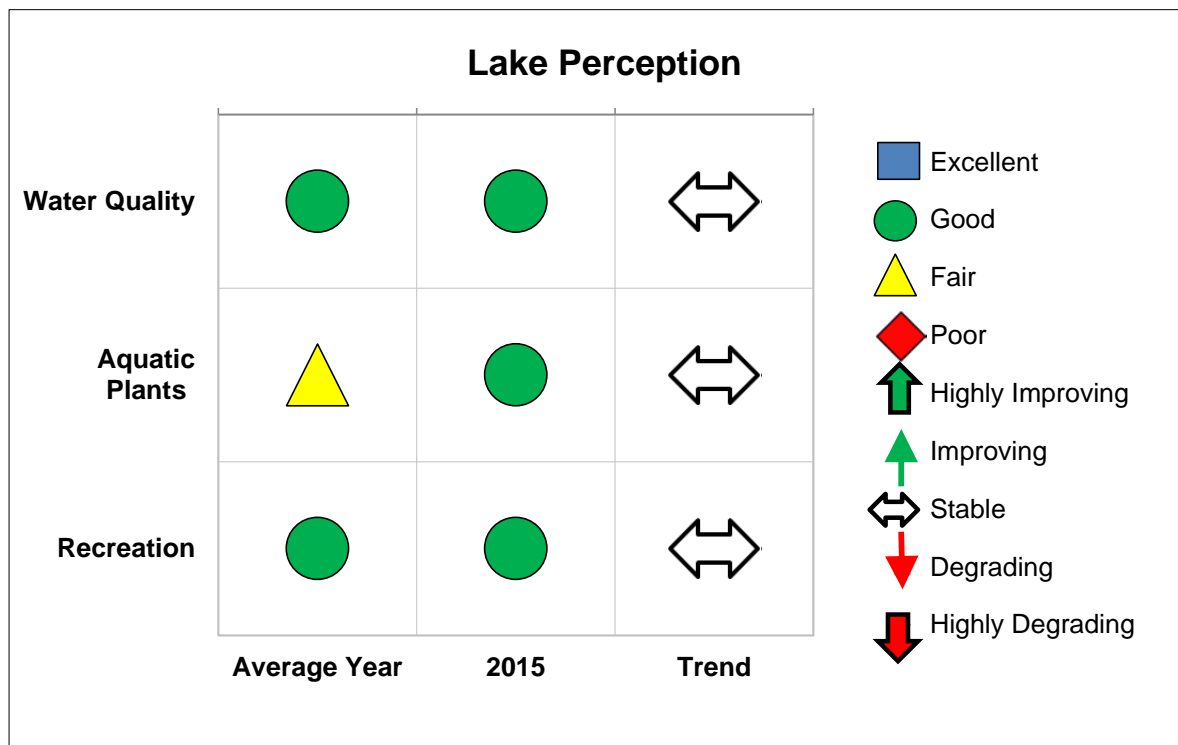 Lake Perception
Water Quality
Aquatic
Plants
Recreation
Average Year
2015
Trend
Excellent
Good
Fair
Poor
Highly Improving
Improving
Stable
Degrading
Highly Degrading